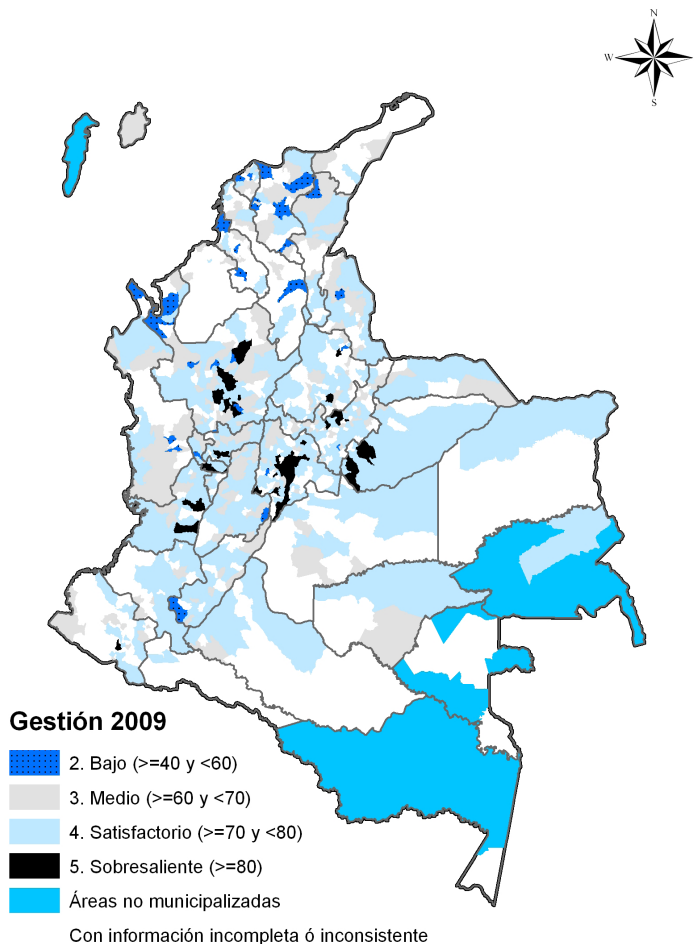 N
W
S
Gestión 2009
2. Bajo (>=40 y <60)
3. Medio (>=60 y <70)
4. Satisfactorio (>=70 y <80)
5. Sobresaliente (>=80)
Áreas no municipalizadas
Con información incompleta ó inconsistente